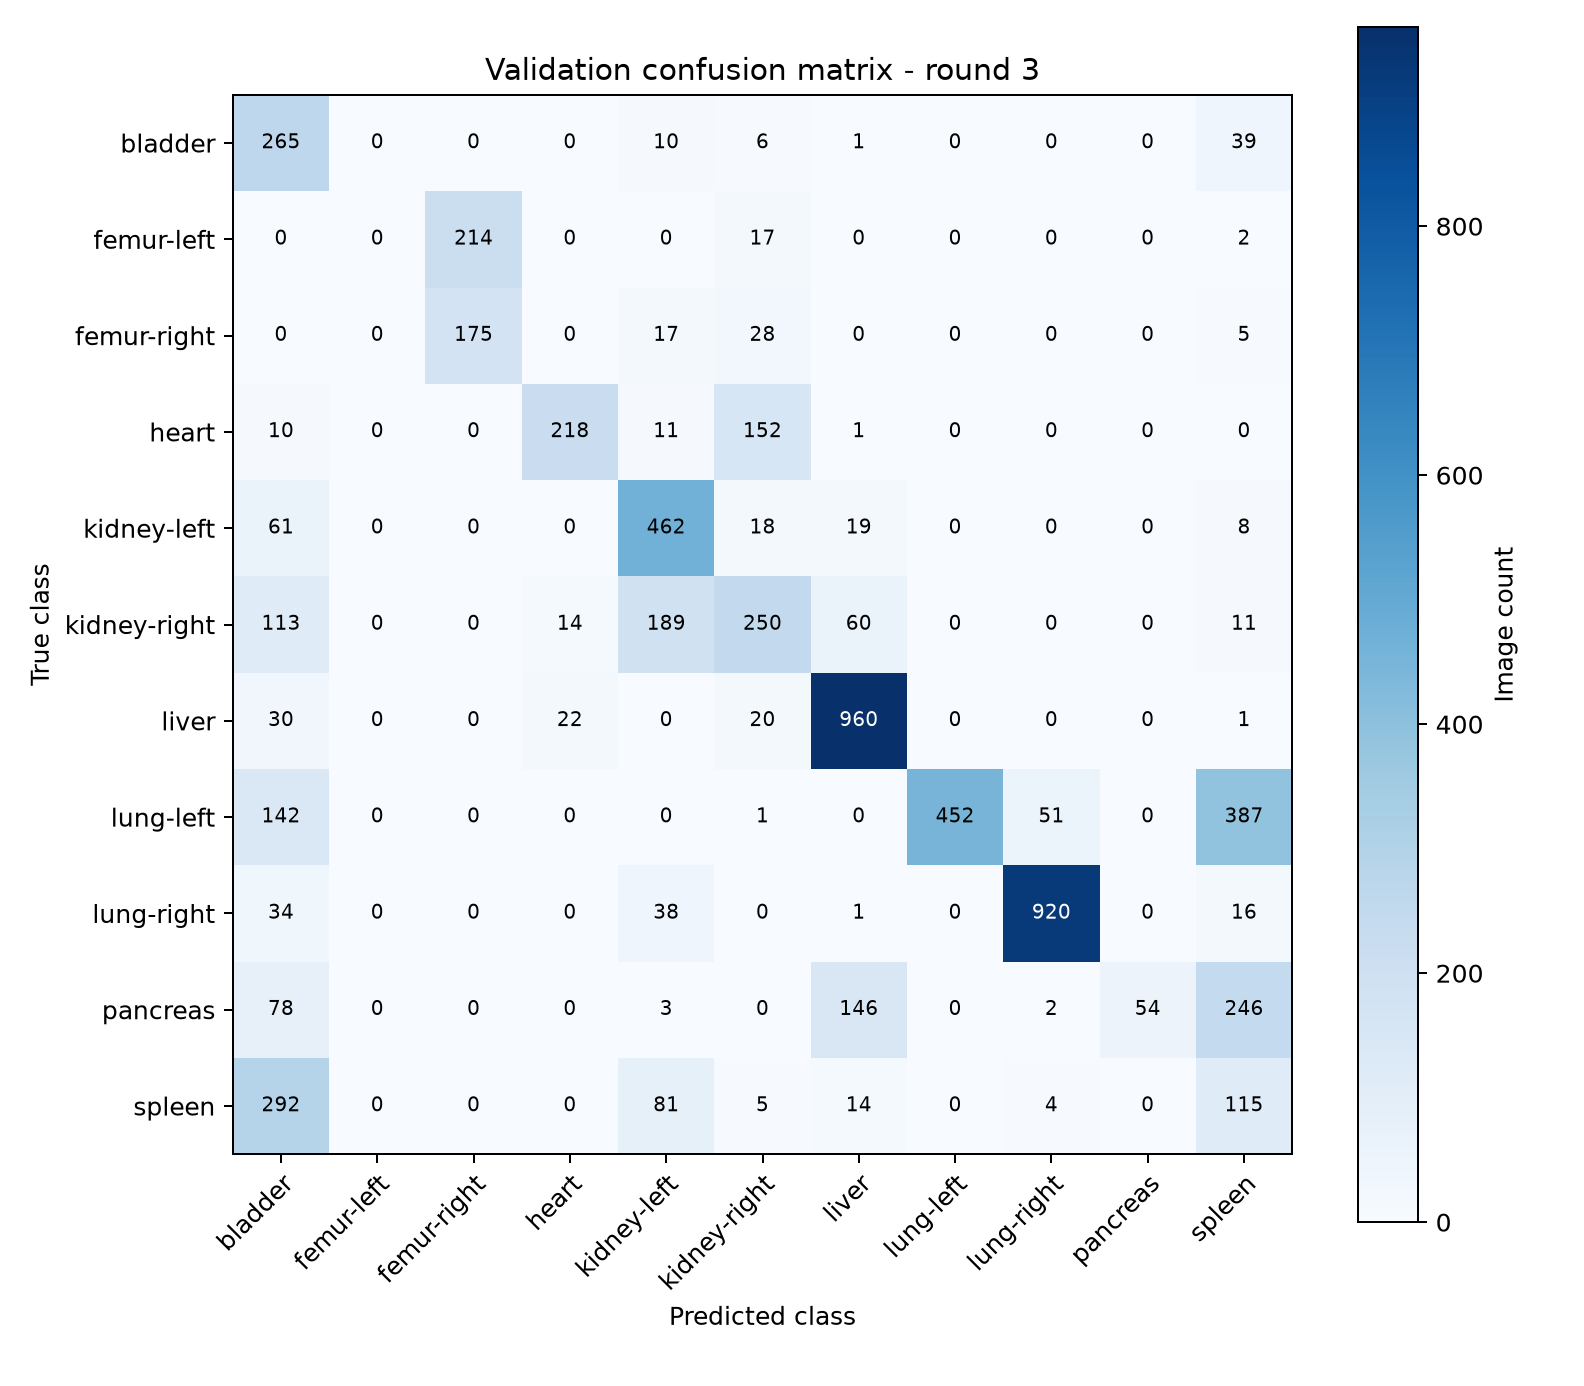 Validation confusion matrix - round 3
True class
bladder 265 0 0 0 10 6 1 0 0 0 39
femur-left 0 0 214 0 0 17 0 0 0 0 2
femur-right 0 0 175 0 17 28 0 0 0 0 5
heart 10 0 0 218 11 152 1 0 0 0 0
kidney-left 61 0 0 0 462 18 19 0 0 0 8
kidney-right 113 0 0 14 189 250 60 0 0 0 11
liver 30 0 0 22 0 20 960 0 0 0 1
lung-left 142 0 0 0 0 1 0 452 51 0 387
lung-right 34 0 0 0 38 0 1 0 920 0 16
pancreas 78 0 0 0 3 0 146 0 2 54 246
spleen 292 0 0 0 81 5 14 0 4 0 115
bladder femur-left femur-right heart kidney-left kidney-right liver lung-left lung-right pancreas spleen
Predicted class
800
600
400
200
0
Image count